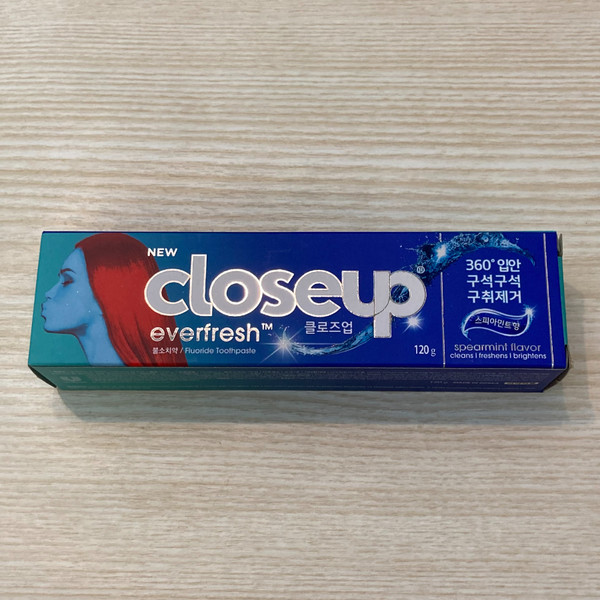 NEW
closeup®
everfresh™
클로즈업
불소치약 / Fluoride Toothpaste
120 g
360° 입안
구석구석
구취제거
스피아민트향
spearmint flavor
cleans | freshens | brightens